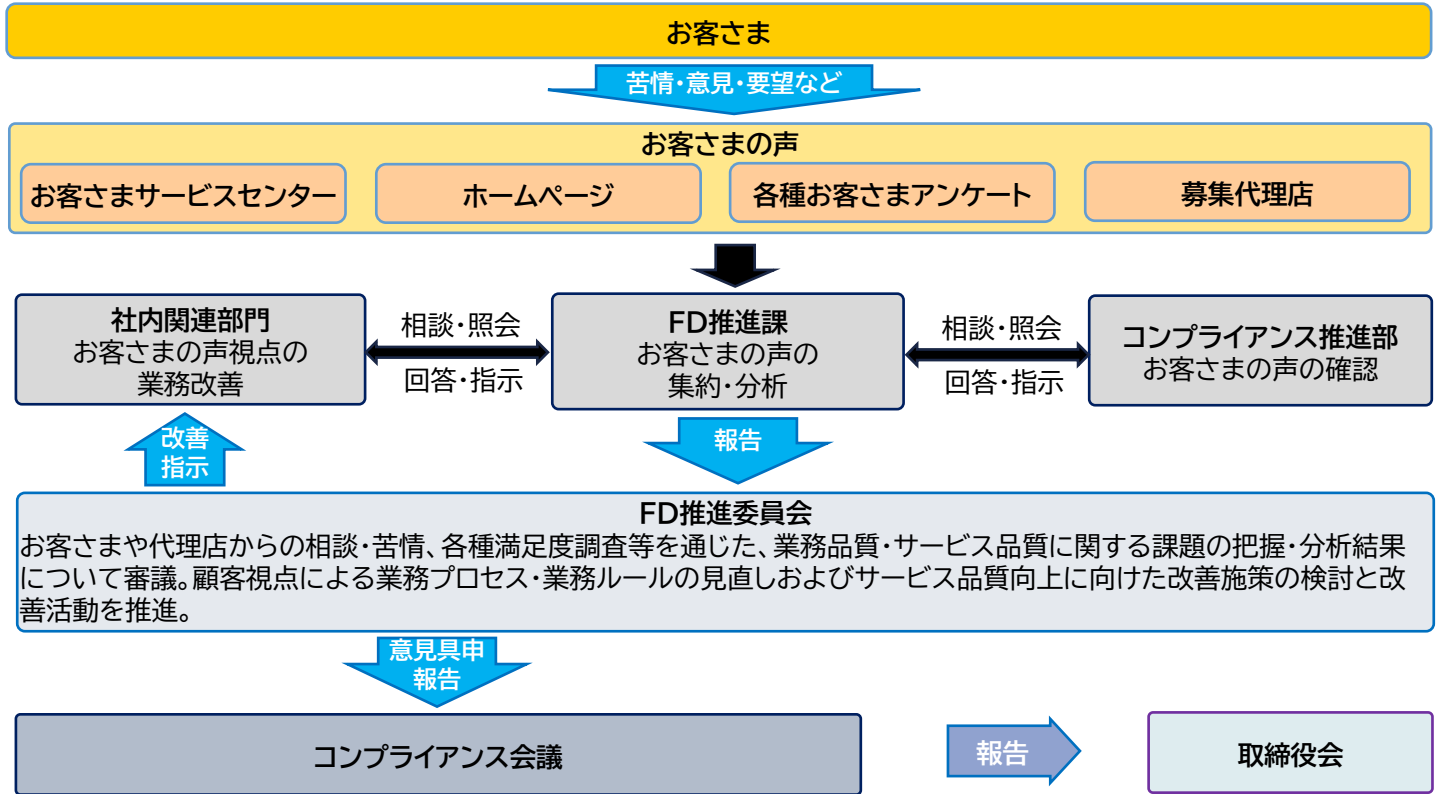 お客さま
苦情・意見・要望など
お客さまの声
お客さまサービスセンター
ホームページ
各種お客さまアンケート
募集代理店
社内関連部門
お客さまの声視点の
業務改善
相談・照会
回答・指示
FD推進課
お客さまの声の
集約・分析
相談・照会
回答・指示
コンプライアンス推進部
お客さまの声の確認
改善
指示
報告
FD推進委員会
お客さまや代理店からの相談・苦情、各種満足度調査等を通じた、業務品質・サービス品質に関する課題の把握・分析結果
について審議。顧客視点による業務プロセス・業務ルールの見直しおよびサービス品質向上に向けた改善施策の検討と改
善活動を推進。
意見具申
報告
コンプライアンス会議
報告
取締役会